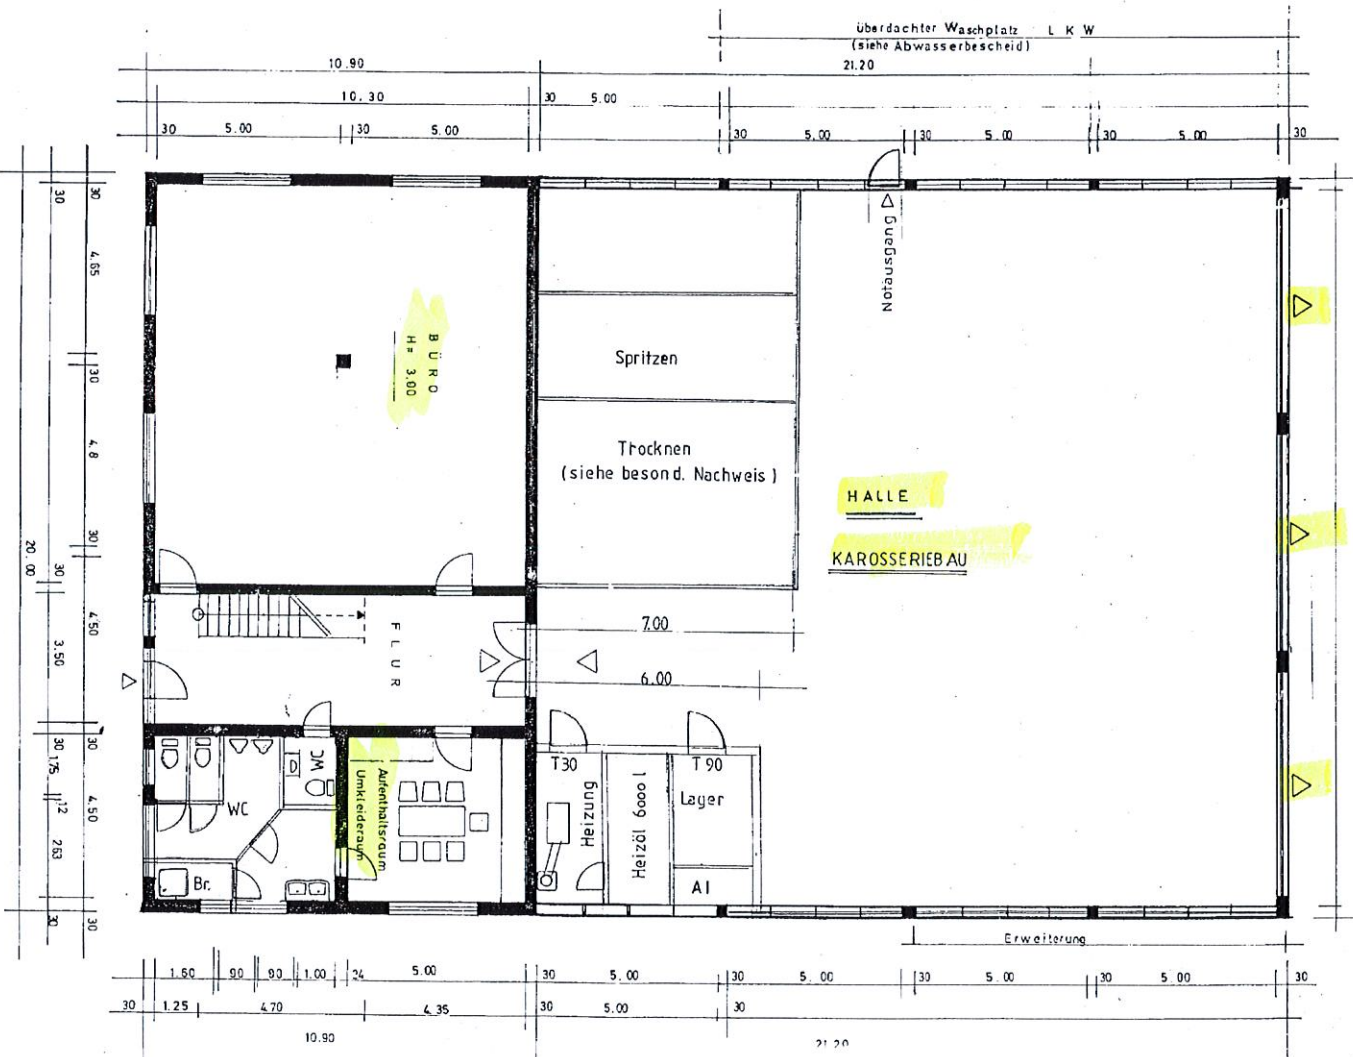 überdachter Waschplatz L K W
(siehe Abwasserbescheid)
10.90 21.20
10.30 30 5.00
30 5.00 30 5.00 30 5.00 30 5.00 30 5.00 30
30 30
4.65
30
4.8
30
20.00 30
4.50
3.50
30 30
1.75
12
4.50
2.63
30 30
Notausgang
BÜRO
H= 3.00
Spritzen
Trocknen
(siehe besond. Nachweis)
HALLE
KAROSSERIEBAU
FLUR
7.00
6.00
WC
WC
Br.
Aufenthaltsraum
Umkleideraum
T30
Heizung
Heizöl 6000 l
T 90
Lager
A1
Erweiterung
1.60 90 90 1.00 24 5.00 30 5.00 30 5.00 30 5.00 30 5.00 30
30 1.25 4.70 4.35 30 5.00 30
10.90 21.20